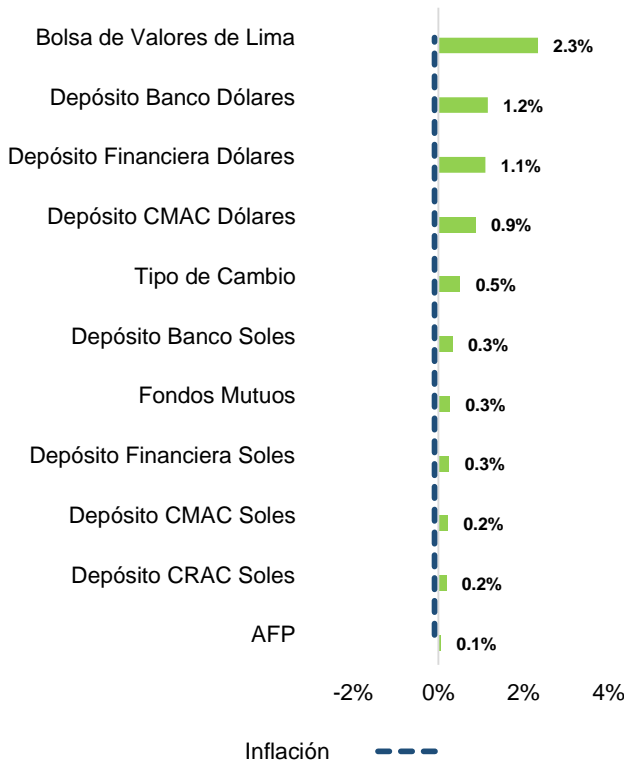 Bolsa de Valores de Lima 2.3%
Depósito Banco Dólares 1.2%
Depósito Financiera Dólares 1.1%
Depósito CMAC Dólares 0.9%
Tipo de Cambio 0.5%
Depósito Banco Soles 0.3%
Fondos Mutuos 0.3%
Depósito Financiera Soles 0.3%
Depósito CMAC Soles 0.2%
Depósito CRAC Soles 0.2%
AFP 0.1%
-2% 0% 2% 4%
Inflación